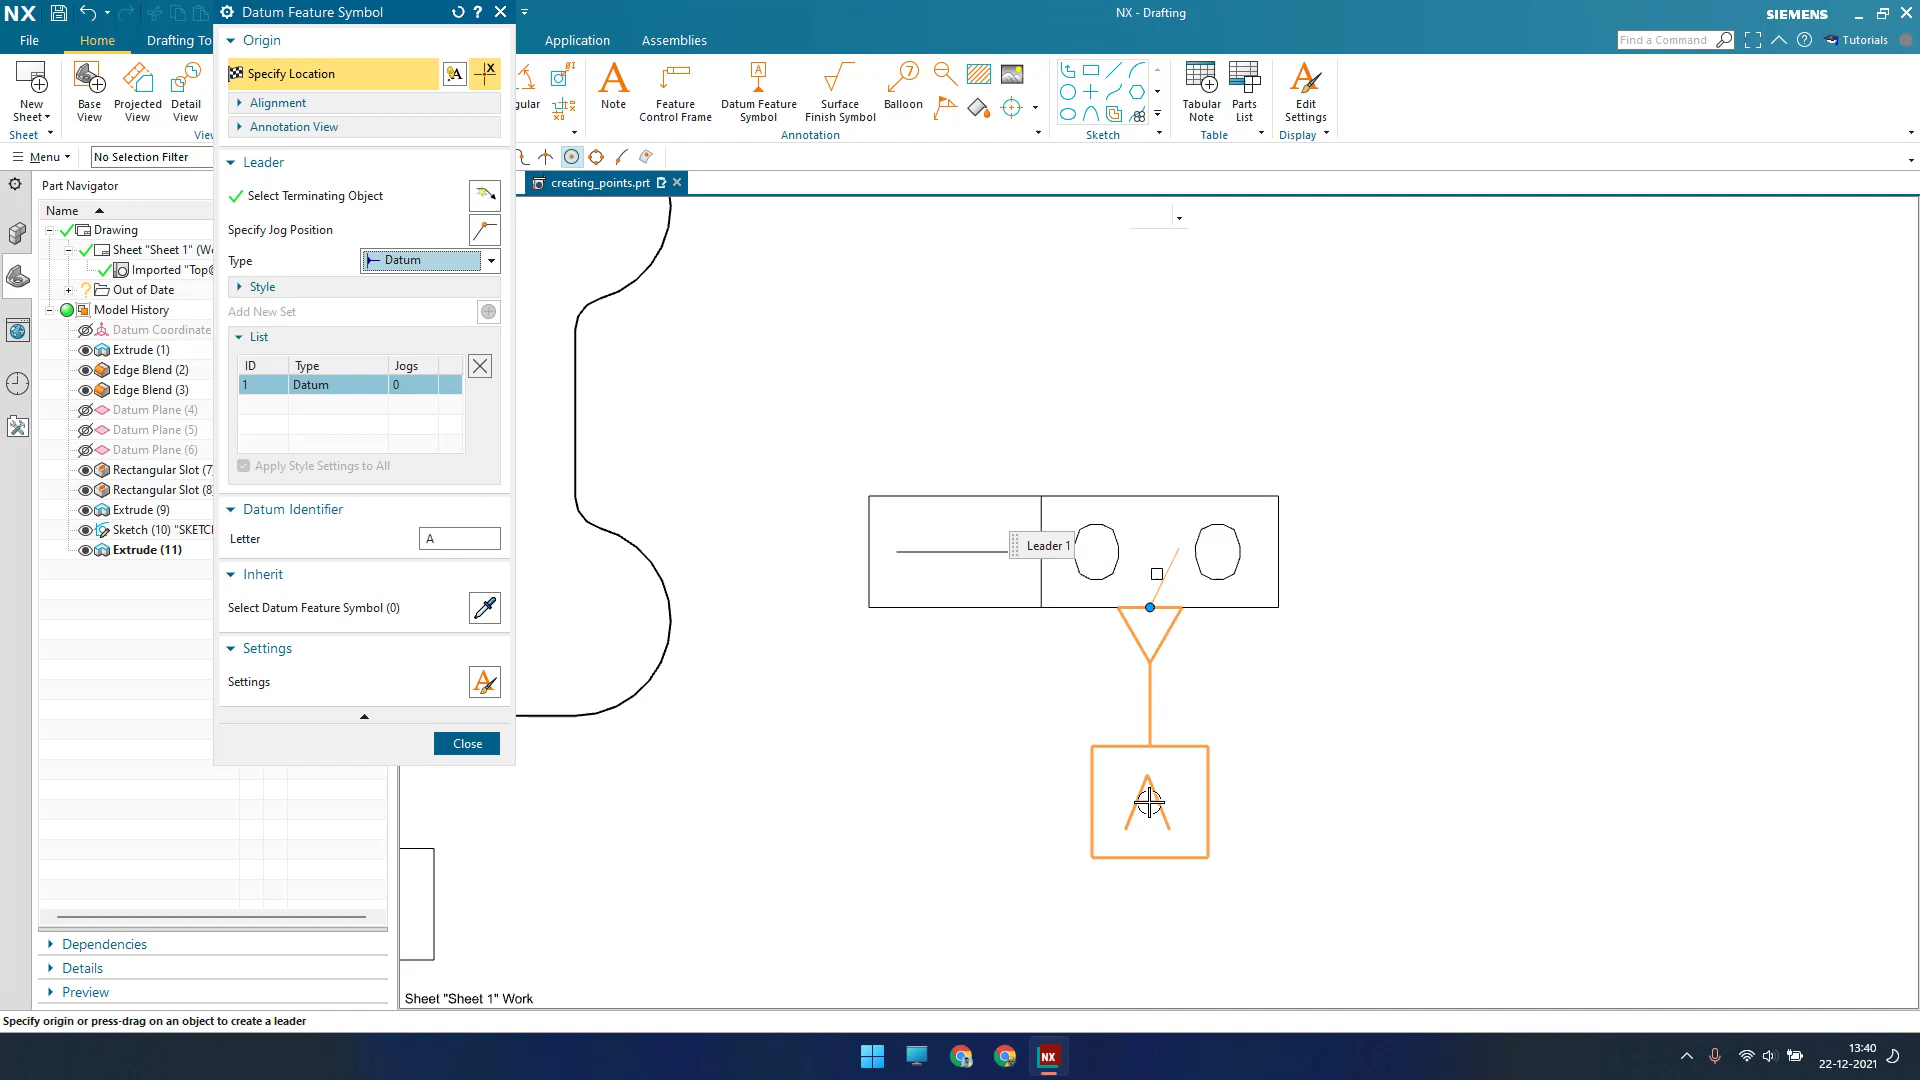 NX
Datum Feature Symbol
NX - Drafting
SIEMENS
File
Home
Drafting To
Application
Assemblies
Find a Command
Tutorials
New
Sheet
Base
View
Projected
View
Detail
View
gular
Note
Feature
Control Frame
Datum Feature
Symbol
Surface
Finish Symbol
Balloon
Tabular
Note
Parts
List
Edit
Settings
Sheet
Viev
Annotation
Sketch
Table
Display
Menu
No Selection Filter
Origin
Specify Location
Alignment
Annotation View
Leader
Select Terminating Object
Specify Jog Position
Type
Datum
Style
Add New Set
List
ID Type Jogs
1 Datum 0
Apply Style Settings to All
Datum Identifier
Letter A
Inherit
Select Datum Feature Symbol (0)
Settings
Settings
Close
creating_points.prt
Part Navigator
Name
Drawing
Sheet "Sheet 1" (W
Imported "Top@
Out of Date
Model History
Datum Coordinate
Extrude (1)
Edge Blend (2)
Edge Blend (3)
Datum Plane (4)
Datum Plane (5)
Datum Plane (6)
Rectangular Slot (7
Rectangular Slot (8
Extrude (9)
Sketch (10) "SKETC
Extrude (11)
Dependencies
Details
Preview
Leader 1
A
Sheet "Sheet 1" Work
Specify origin or press-drag on an object to create a leader
NX
13:40
22-12-2021